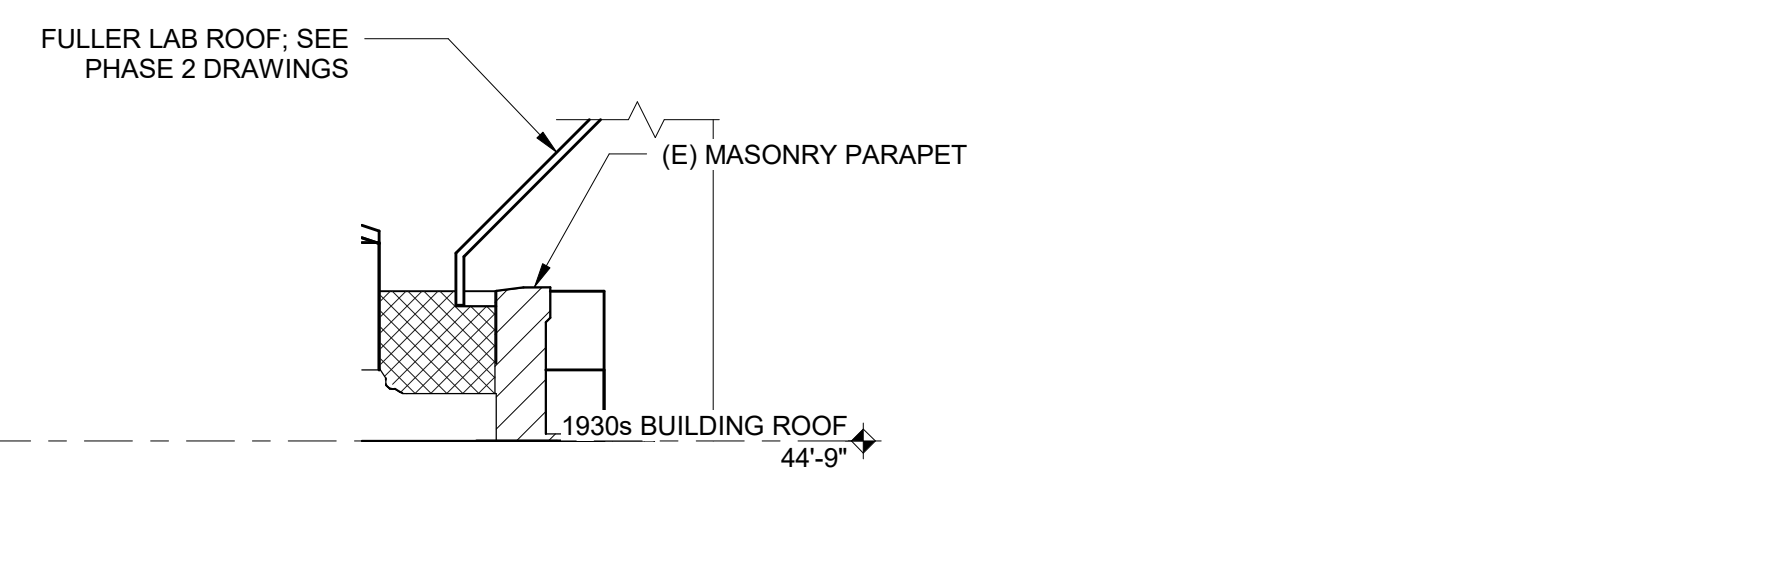 FULLER LAB ROOF; SEE
PHASE 2 DRAWINGS
(E) MASONRY PARAPET
1930s BUILDING ROOF
44'-9"